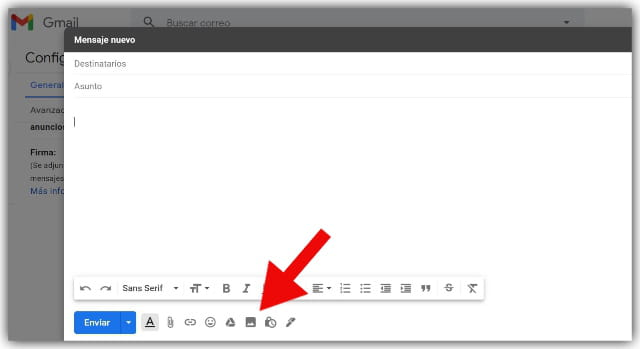 Gmail
Buscar correo
Mensaje nuevo
Config
Destinatarios
General
Asunto
Avanzad
anuncios
Firma:
(Se adjun
mensajes
Más info
Sans Serif
B I
Enviar A